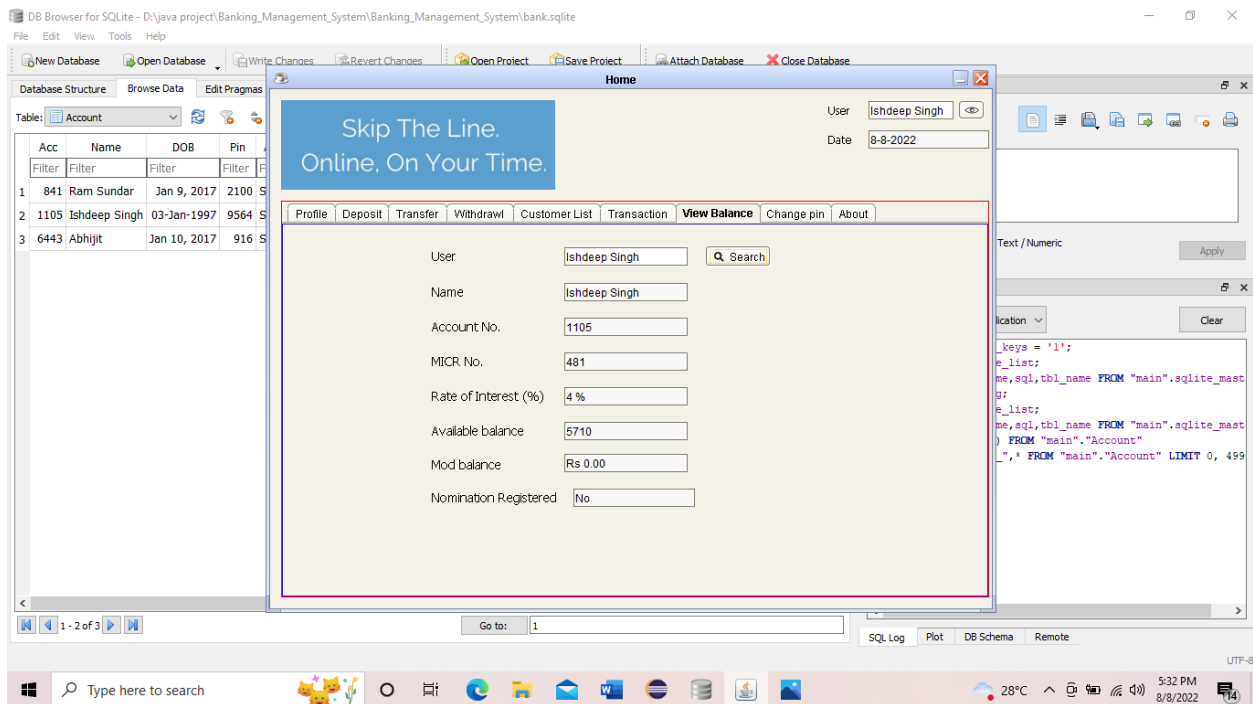 DB Browser for SQLite - D:\java project\Banking_Management_System\Banking_Management_System\bank.sqlite
File Edit View Tools Help
New Database Open Database Write Changes Revert Changes Open Project Save Project Attach Database Close Database
Database Structure Browse Data Edit Pragmas
Table: Account
Acc Name DOB Pin
Filter Filter Filter Filter
1 841 Ram Sundar Jan 9, 2017 2100 S
2 1105 Ishdeep Singh 03-Jan-1997 9564 S
3 6443 Abhijit Jan 10, 2017 916 S
1 - 2 of 3
Go to: 1
Home
Skip The Line.
Online, On Your Time.
User Ishdeep Singh
Date 8-8-2022
Profile Deposit Transfer Withdrawl Customer List Transaction View Balance Change pin About
User Ishdeep Singh Search
Name Ishdeep Singh
Account No. 1105
MICR No. 481
Rate of Interest (%) 4 %
Available balance 5710
Mod balance Rs 0.00
Nomination Registered No
Text / Numeric
Apply
lication Clear
_keys = '1';
e_list;
me,sql,tbl_name FROM "main".sqlite_mast
g;
e_list;
me,sql,tbl_name FROM "main".sqlite_mast
) FROM "main"."Account"
_",* FROM "main"."Account" LIMIT 0, 499
SQL Log Plot DB Schema Remote
UTF-8
Type here to search
28°C
5:32 PM
8/8/2022
14